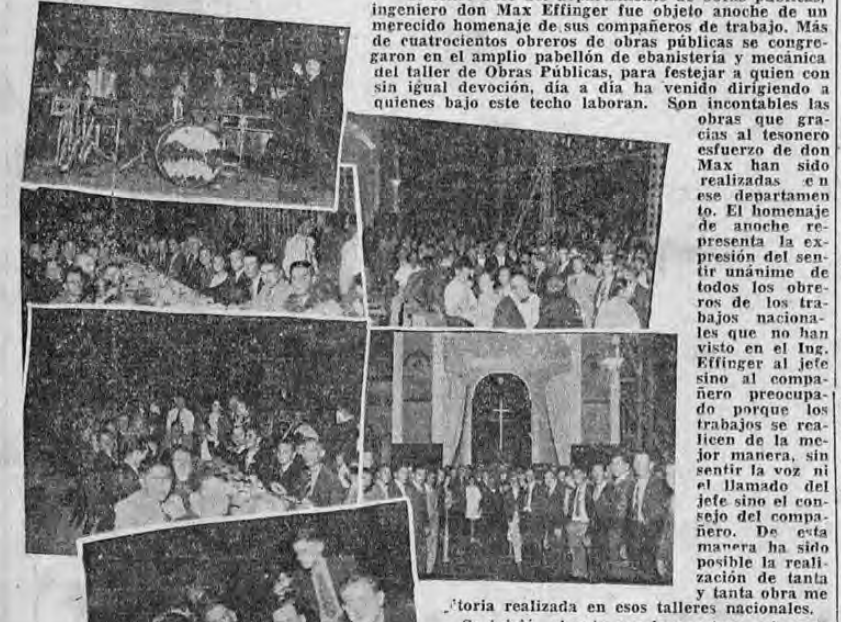 ingeniero don Max Effinger fue objeto anoche de un
merecido homenaje de sus compañeros de trabajo. Más
de cuatrocientos obreros de obras públicas se congre-
garon en el amplio pabellón de ebanistería y mecánica
del taller de Obras Públicas, para festejar a quien con
sin igual devoción, día a día ha venido dirigiendo a
quienes bajo este techo laboran. Son incontables las
obras que gra-
cias al tesonero
esfuerzo de don
Max han sido
realizadas en
ese departamen
to. El homenaje
de anoche re-
presenta la ex-
presión del sen-
tir unánime de
todos los obre-
ros de los tra-
bajos naciona-
les que no han
visto en el Ing.
Effinger al jefe
sino al compa-
ñero preocupa-
do porque los
trabajos se rea-
licen de la me-
jor manera, sin
sentir la voz ni
el llamado del
jefe sino el con-
sejo del compa-
ñero. De esta
manera ha sido
posible la reali-
zación de tanta
y tanta obra me
toria realizada en esos talleres nacionales.